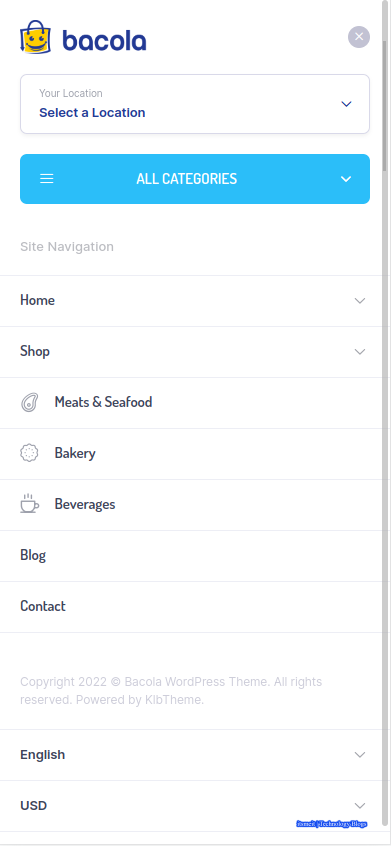 bacola
Your Location
Select a Location
ALL CATEGORIES
Site Navigation
Home
Shop
Meats & Seafood
Bakery
Beverages
Blog
Contact
Copyright 2022 © Bacola WordPress Theme. All rights
reserved. Powered by KlbTheme.
English
USD